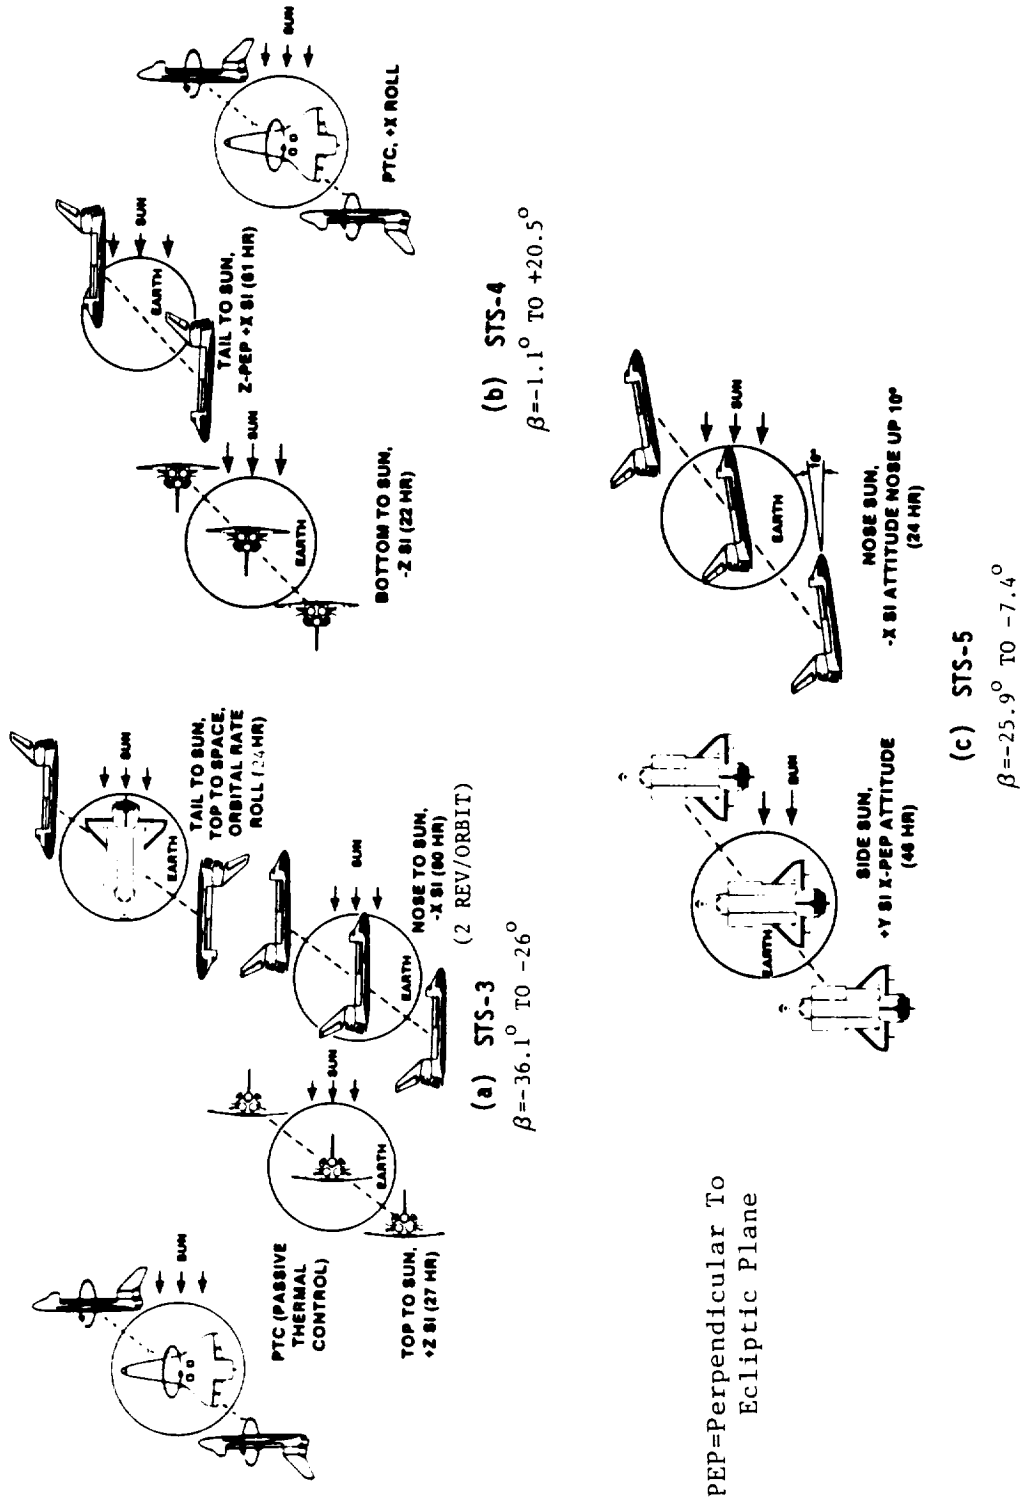 SUN
PTC (PASSIVE
THERMAL
CONTROL)
SUN
EARTH
TOP TO SUN,
+Z SI (27 HR)
SUN
EARTH
TAIL TO SUN,
TOP TO SPACE,
ORBITAL RATE
ROLL (24HR)
SUN
EARTH
NOSE TO SUN,
-X SI (80 HR)
(2 REV/ORBIT)
(a) STS-3
β=-36.1° TO -26°
SUN
EARTH
BOTTOM TO SUN,
-Z SI (22 HR)
SUN
EARTH
TAIL TO SUN,
Z-PEP +X SI (61 HR)
SUN
PTC, +X ROLL
(b) STS-4
β=-1.1° TO +20.5°
SUN
EARTH
SIDE SUN,
+Y SI X-PEP ATTITUDE
(46 HR)
SUN
EARTH
10°
NOSE SUN,
-X SI ATTITUDE NOSE UP 10°
(24 HR)
(c) STS-5
β=-25.9° TO -7.4°
PEP=Perpendicular To
Ecliptic Plane